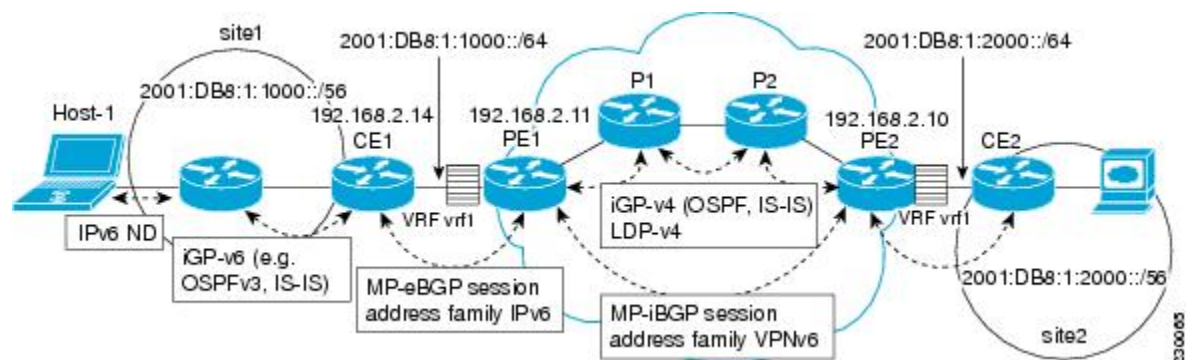 site1
2001:DB8:1:1000::/64
2001:DB8:1:2000::/64
2001:DB8:1:1000::/56
P1
P2
Host-1
192.168.2.14
192.168.2.11
192.168.2.10
CE1
PE1
PE2
CE2
VRF vrf1
iGP-v4 (OSPF, IS-IS)
LDP-v4
VRF vrf1
IPv6 ND
iGP-v6 (e.g.
OSPFv3, IS-IS)
MP-eBGP session
address family IPv6
MP-iBGP session
address family VPNv6
2001:DB8:1:2000::/56
site2